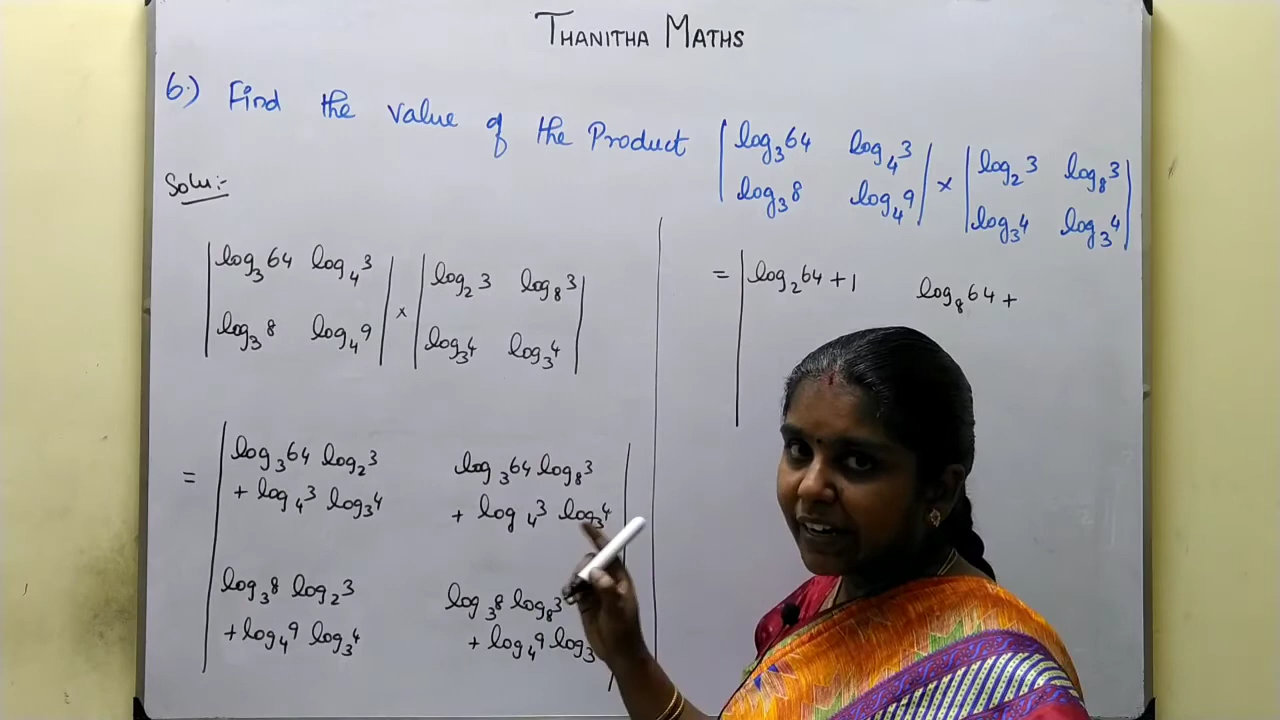 THANITHA MATHS
6.) Find the value of the Product |log₃64 log₄3| × |log₂3 log₈3|
|log₃8 log₄9| |log₃4 log₃4|
Solu:-
|log₃64 log₄3| × |log₂3 log₈3|
|log₃8 log₄9| |log₃4 log₃4|
= |log₃64 log₂3 log₃64 log₈3|
+ log₄3 log₃4 + log₄3 log₃4
log₃8 log₂3 log₃8 log₈3
+ log₄9 log₃4 + log₄9 log₃
= |log₂64 + 1 log₈64 +